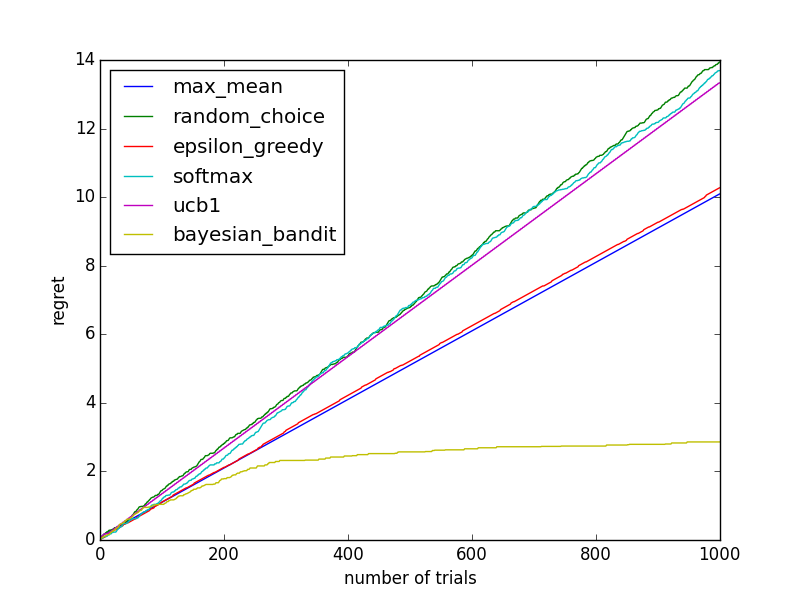 14
12
10
8
6
4
2
0
regret
max_mean
random_choice
epsilon_greedy
softmax
ucb1
bayesian_bandit
0 200 400 600 800 1000
number of trials